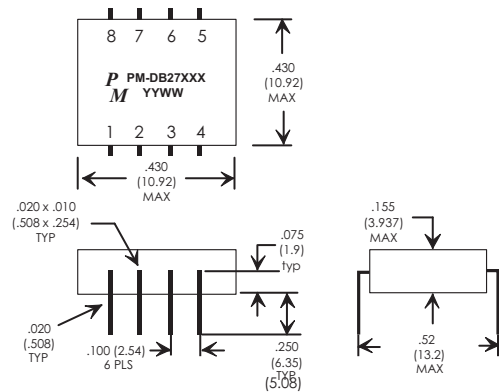 8 7 6 5
P
M
PM-DB27XXX
YYWW
1 2 3 4
.430
(10.92)
MAX
.430
(10.92)
MAX
.020 x .010
(.508 x .254)
TYP
.075
(1.9)
typ
.155
(3.937)
MAX
.020
(.508)
TYP
.100 (2.54)
6 PLS
.250
(6.35)
TYP
(5.08)
.52
(13.2)
MAX